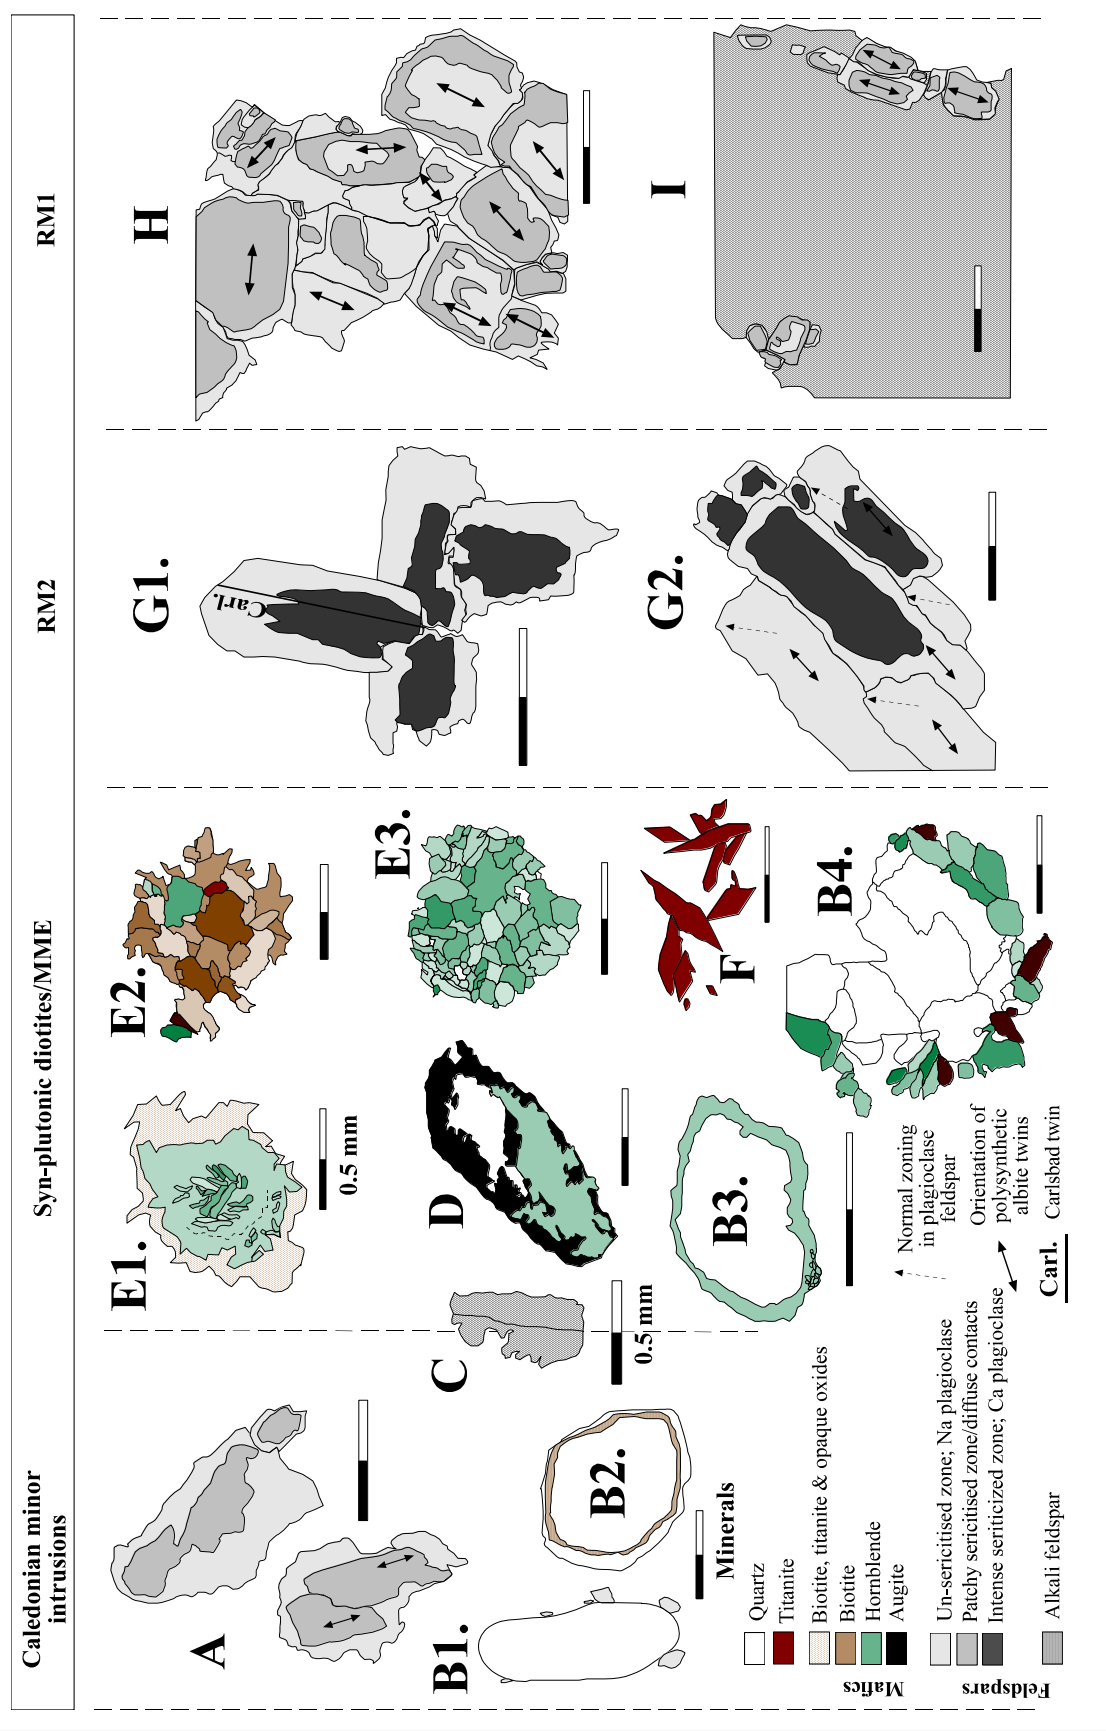 Caledonian minor
intrusions
Syn-plutonic diotites/MME
RM2
RM1
A
B1.
B2.
C
0.5 mm
E1.
0.5 mm
E2.
D
E3.
B3.
F
B4.
G1.
Carl.
G2.
H
I
Minerals
Quartz
Titanite
Biotite, titanite & opaque oxides
Biotite
Hornblende
Augite
Mafics
Un-sericitised zone; Na plagioclase
Patchy sericitised zone/diffuse contacts
Intense sericitized zone; Ca plagioclase
Alkali feldspar
Feldspars
Normal zoning
in plagioclase
feldspar
Orientation of
polysynthetic
albite twins
Carl. Carlsbad twin